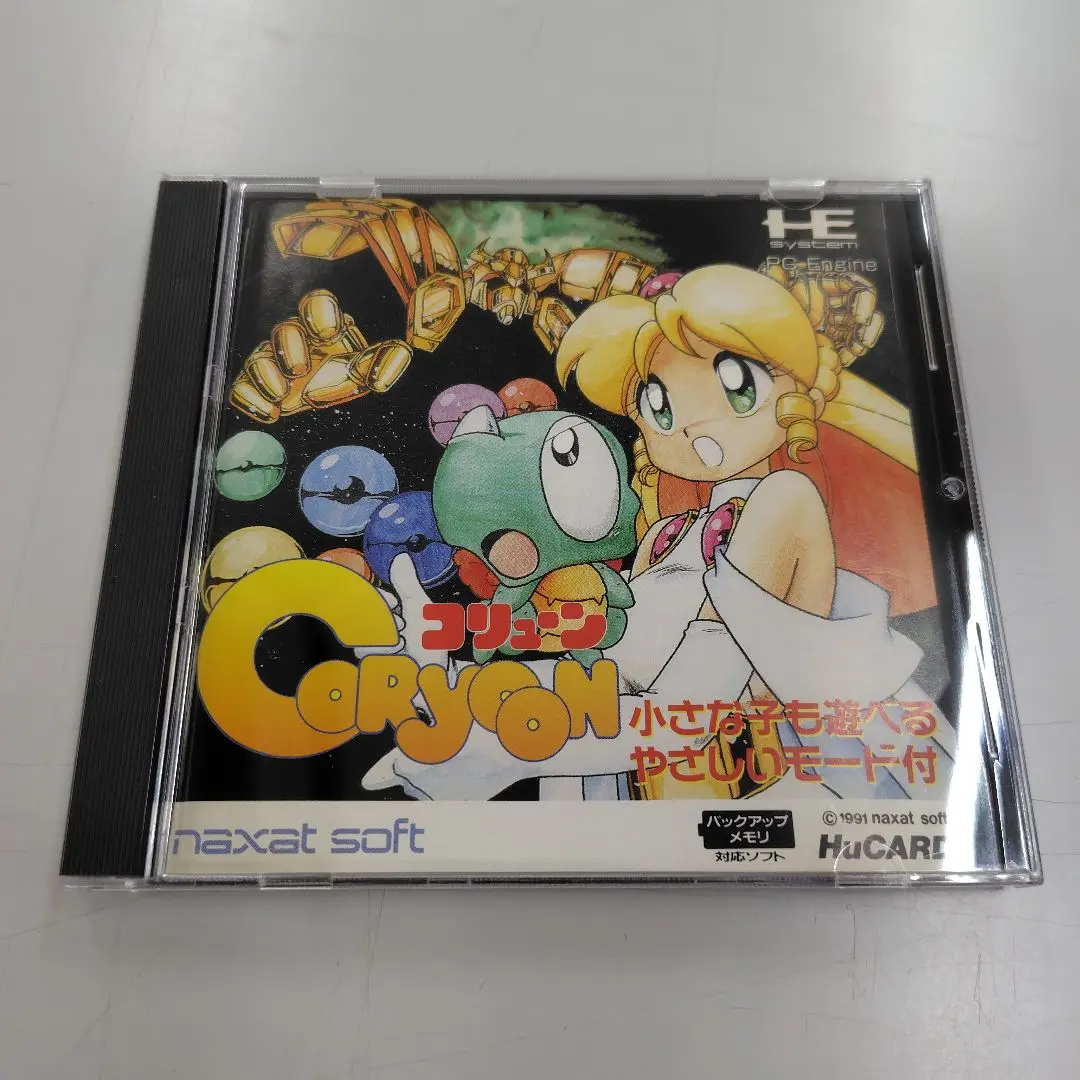 HE
system
PC Engine
コリューン
CORYOON
小さな子も遊べる
やさしいモード付
naxat soft
バックアップ
メモリ
対応ソフト
© 1991 naxat soft
HuCARD